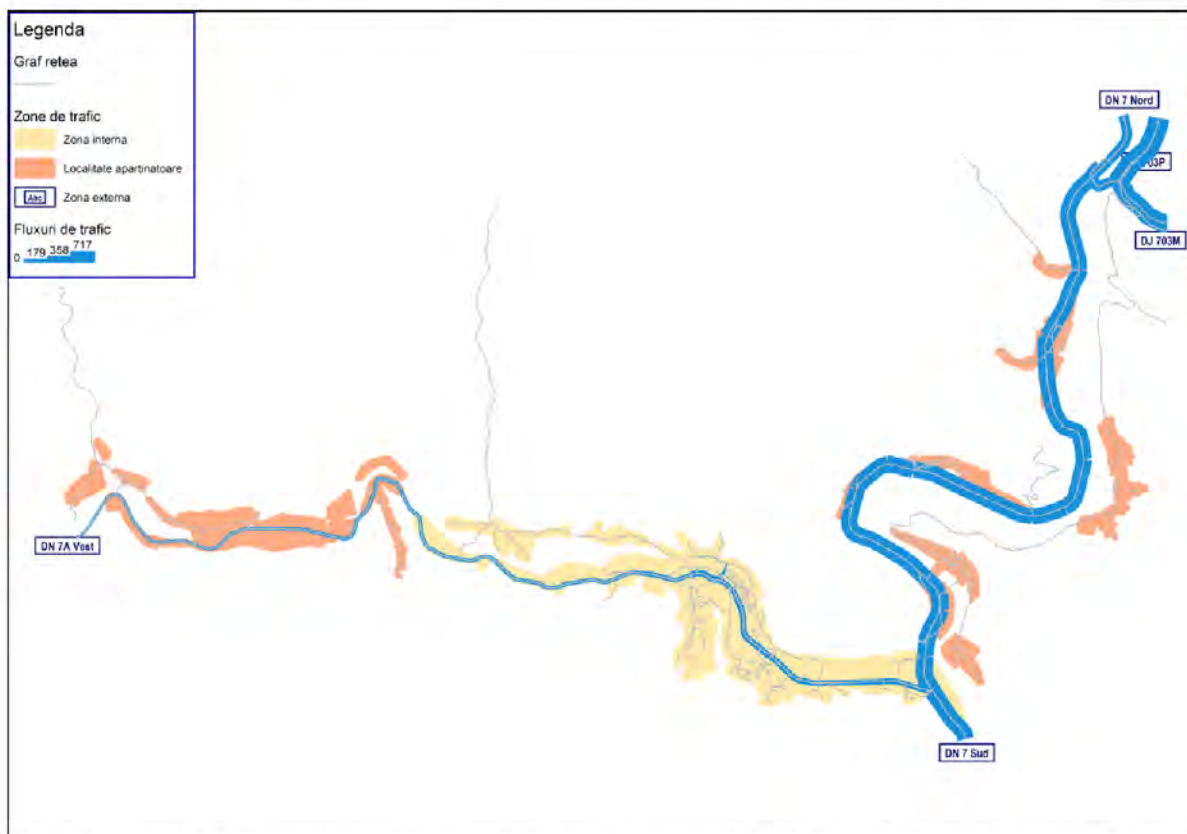 Legenda
Graf retea
Zone de trafic
Zona interna
Localitate apartinatoare
Abc Zona externa
Fluxuri de trafic
0 179 358 717
DN 7 Nord
03P
DJ 703M
DN 7A Vest
DN 7 Sud